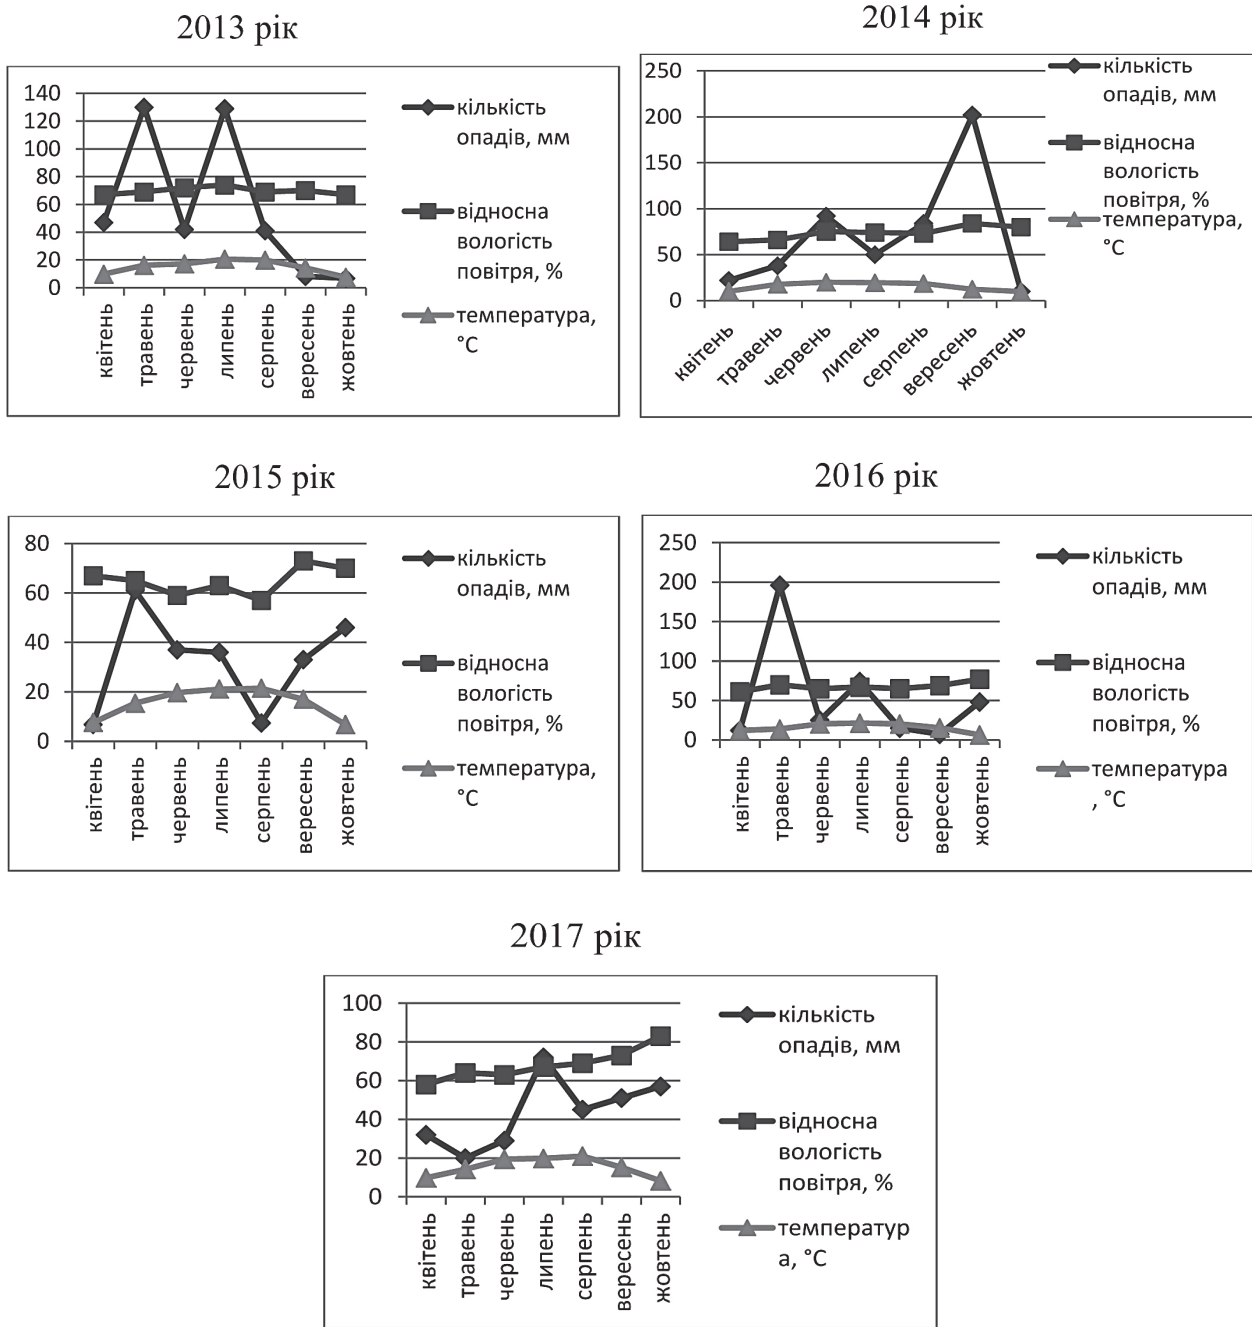 2013 рік
140
120
100
80
60
40
20
0
квітень
травень
червень
липень
серпень
вересень
жовтень
кількість
опадів, мм
відносна
вологість
повітря, %
температура,
°C
2014 рік
250
200
150
100
50
0
квітень
травень
червень
липень
серпень
вересень
жовтень
кількість
опадів, мм
відносна
вологість
повітря, %
температура,
°C
2015 рік
80
60
40
20
0
квітень
травень
червень
липень
серпень
вересень
жовтень
кількість
опадів, мм
відносна
вологість
повітря, %
температура,
°C
2016 рік
250
200
150
100
50
0
квітень
травень
червень
липень
серпень
вересень
жовтень
кількість
опадів, мм
відносна
вологість
повітря, %
температура
, °C
2017 рік
100
80
60
40
20
0
квітень
травень
червень
липень
серпень
вересень
жовтень
кількість
опадів, мм
відносна
вологість
повітря, %
температур
а, °C